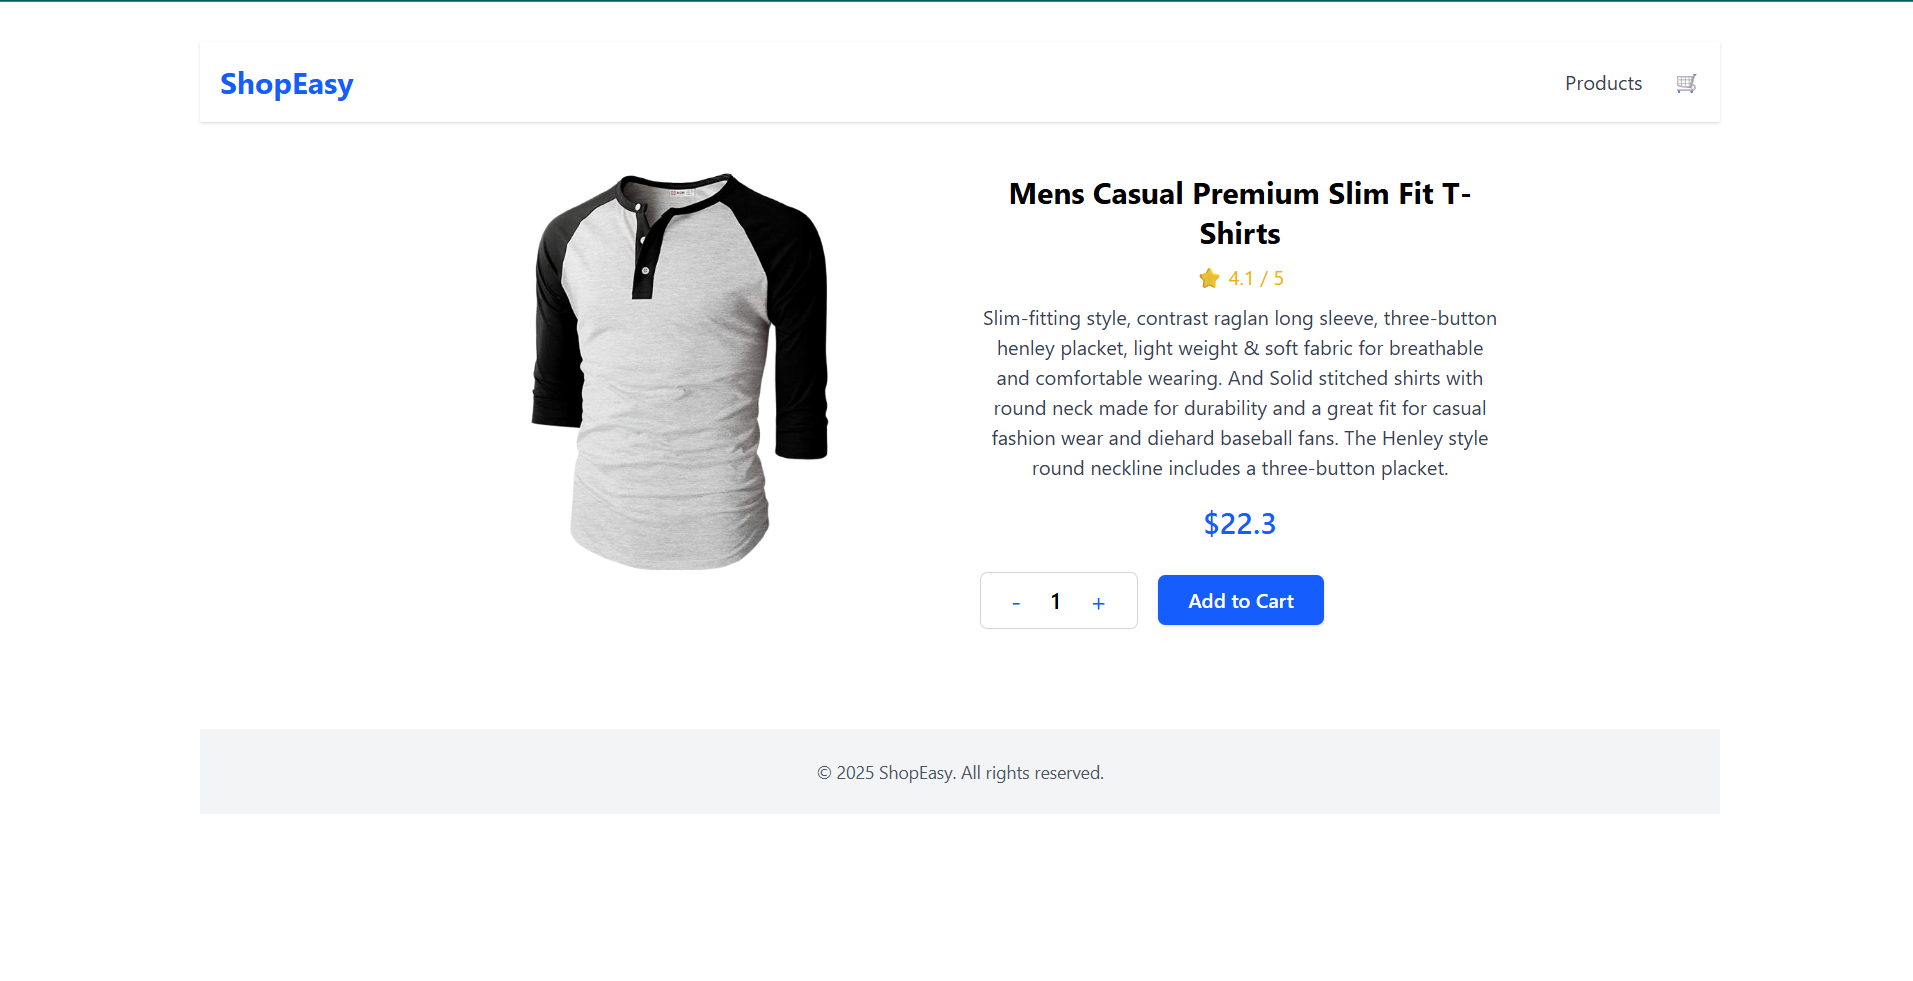 ShopEasy
Products
Mens Casual Premium Slim Fit T-
Shirts
4.1 / 5
Slim-fitting style, contrast raglan long sleeve, three-button
henley placket, light weight & soft fabric for breathable
and comfortable wearing. And Solid stitched shirts with
round neck made for durability and a great fit for casual
fashion wear and diehard baseball fans. The Henley style
round neckline includes a three-button placket.
$22.3
- 1 +
Add to Cart
© 2025 ShopEasy. All rights reserved.